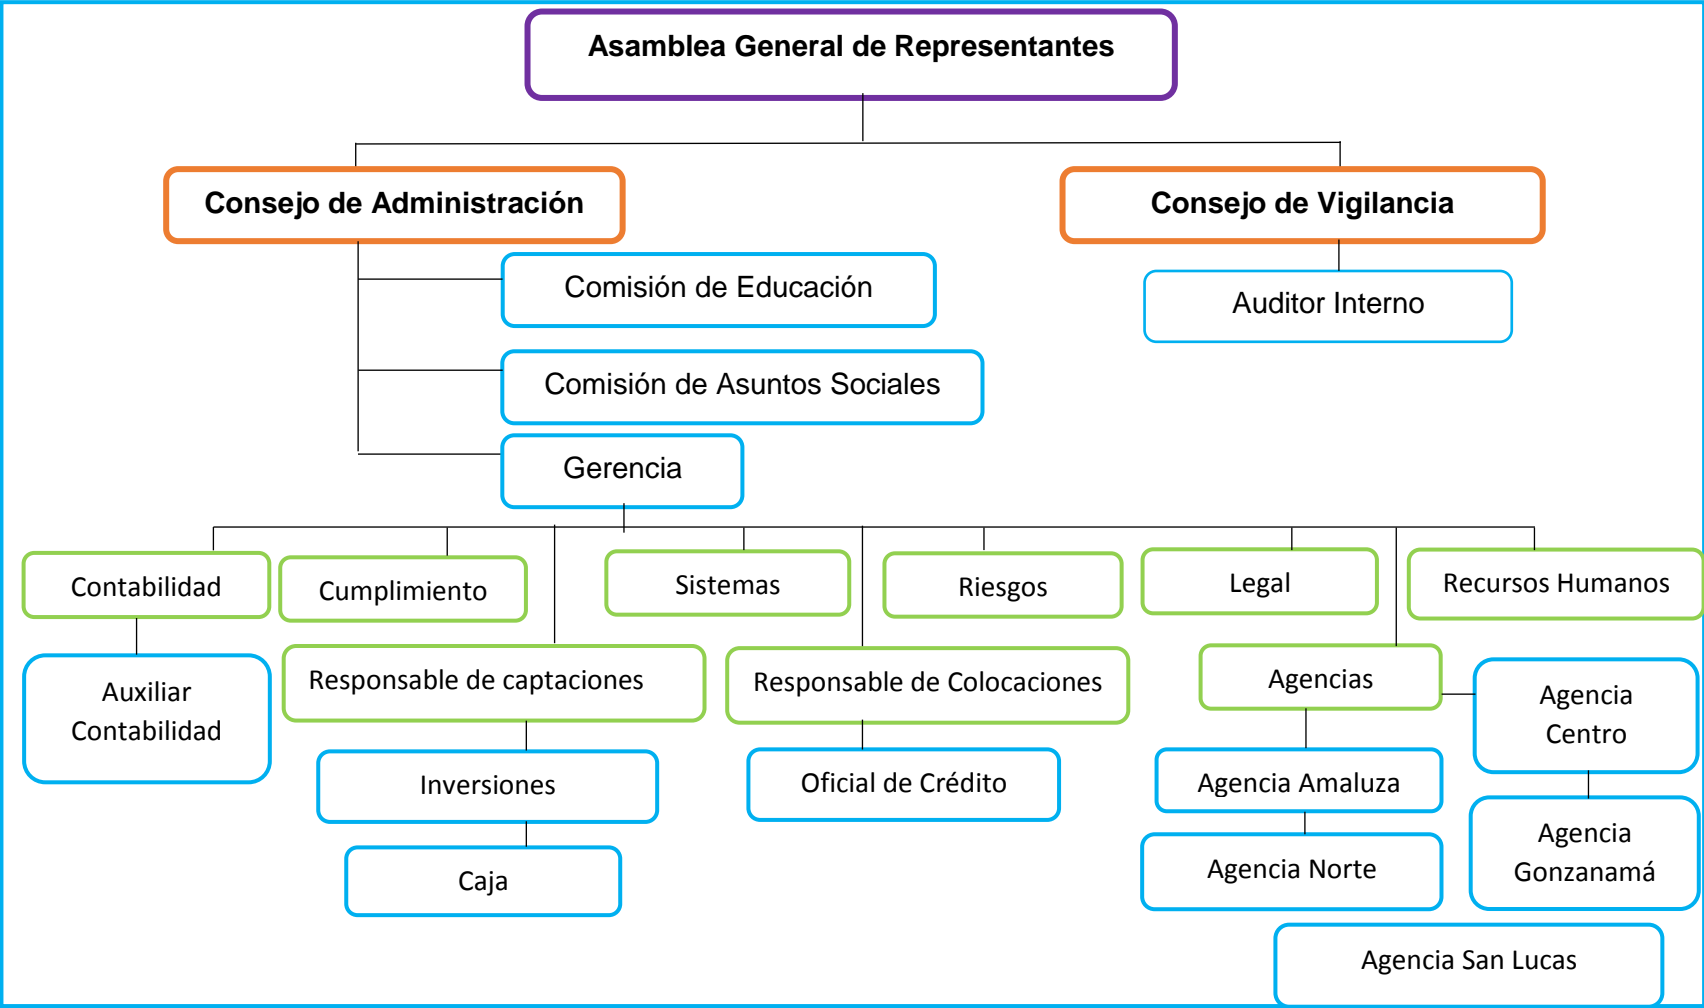 Asamblea General de Representantes
Consejo de Administración
Consejo de Vigilancia
Comisión de Educación
Auditor Interno
Comisión de Asuntos Sociales
Gerencia
Contabilidad
Cumplimiento
Sistemas
Riesgos
Legal
Recursos Humanos
Auxiliar
Contabilidad
Responsable de captaciones
Responsable de Colocaciones
Agencias
Agencia
Centro
Inversiones
Oficial de Crédito
Agencia Amaluza
Caja
Agencia Norte
Agencia
Gonzanamá
Agencia San Lucas